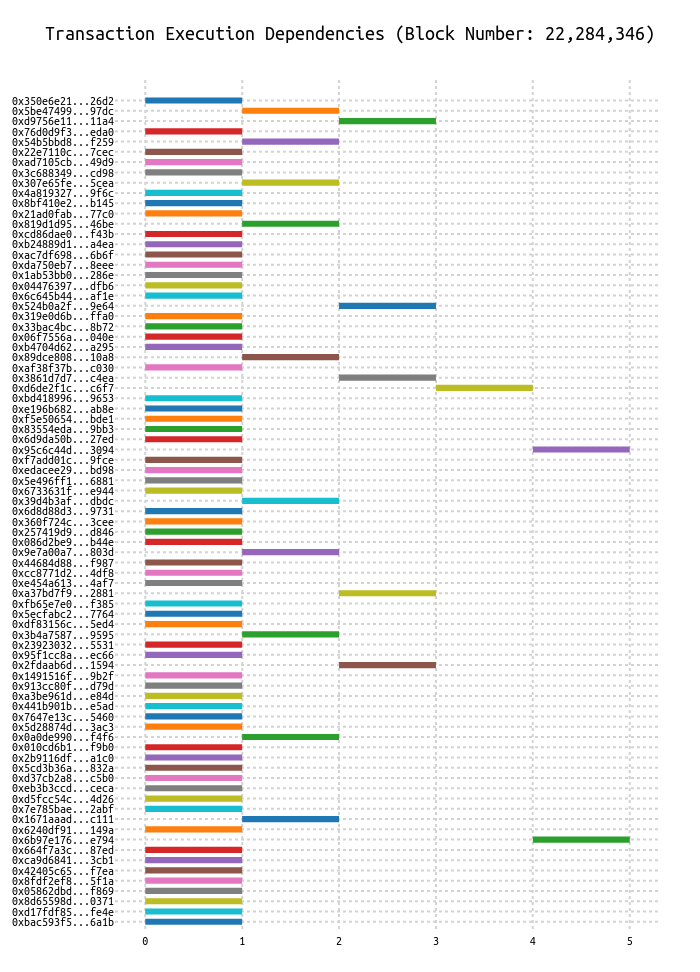 Transaction Execution Dependencies (Block Number: 22,284,346)
0x350e6e21...26d2
0x5be47499...97dc
0xd9756e11...11a4
0x76d0d9f3...eda0
0x54b5bbd8...f259
0x22e7110c...7cec
0xad7105cb...49d9
0x3c688349...cd98
0x307e65fe...5cea
0x4a819327...9f6c
0x8bf410e2...b145
0x21ad0fab...77c0
0x819d1d95...46be
0xcd86dae0...f43b
0xb24889d1...a4ea
0xac7df698...6b6f
0xda750eb7...8eee
0x1ab53bb0...286e
0x04476397...dfb6
0x6c645b44...af1e
0x524b0a2f...9e64
0x319e0d6b...ffa0
0x33bac4bc...8b72
0x06f7556a...040e
0xb4704d62...a295
0x89dce808...10a8
0xaf38f37b...c030
0x3861d7d7...c4ea
0xd6de2f1c...c6f7
0xbd418996...9653
0xe196b682...ab8e
0xf5e50654...bde1
0x83554eda...9bb3
0x6d9da50b...27ed
0x95c6c44d...3094
0xf7add01c...9fce
0xedacee29...bd98
0x5e496ff1...6881
0x6733631f...e944
0x39d4b3af...dbdc
0x6d8d88d3...9731
0x360f724c...3cee
0x257419d9...d846
0x086d2be9...b44e
0x9e7a00a7...803d
0x44684d88...f987
0xcc8771d2...4df8
0xe454a613...4af7
0xa37bd7f9...2881
0xfb65e7e0...f385
0x5ecfabc2...7764
0xdf83156c...5ed4
0x3b4a7587...9595
0x23923032...5531
0x95f1cc8a...ec66
0x2fdaab6d...1594
0x1491516f...9b2f
0x913cc80f...d79d
0xa3be961d...e84d
0x441b901b...e5ad
0x7647e13c...5460
0x5d28874d...3ac3
0x0a0de990...f4f6
0x010cd6b1...f9b0
0x2b9116df...a1c0
0x5cd3b36a...832a
0xd37cb2a8...c5b0
0xeb3b3ccd...ceca
0xd5fcc54c...4d26
0x7e785bae...2abf
0x1671aaad...c111
0x6240df91...149a
0x6b97e176...e794
0x664f7a3c...87ed
0xca9d6841...3cb1
0x42405c65...f7ea
0x8fdf2ef8...5f1a
0x05862dbd...f869
0x8d65598d...0371
0xd17fdf85...fe4e
0xbac593f5...6a1b
0 1 2 3 4 5